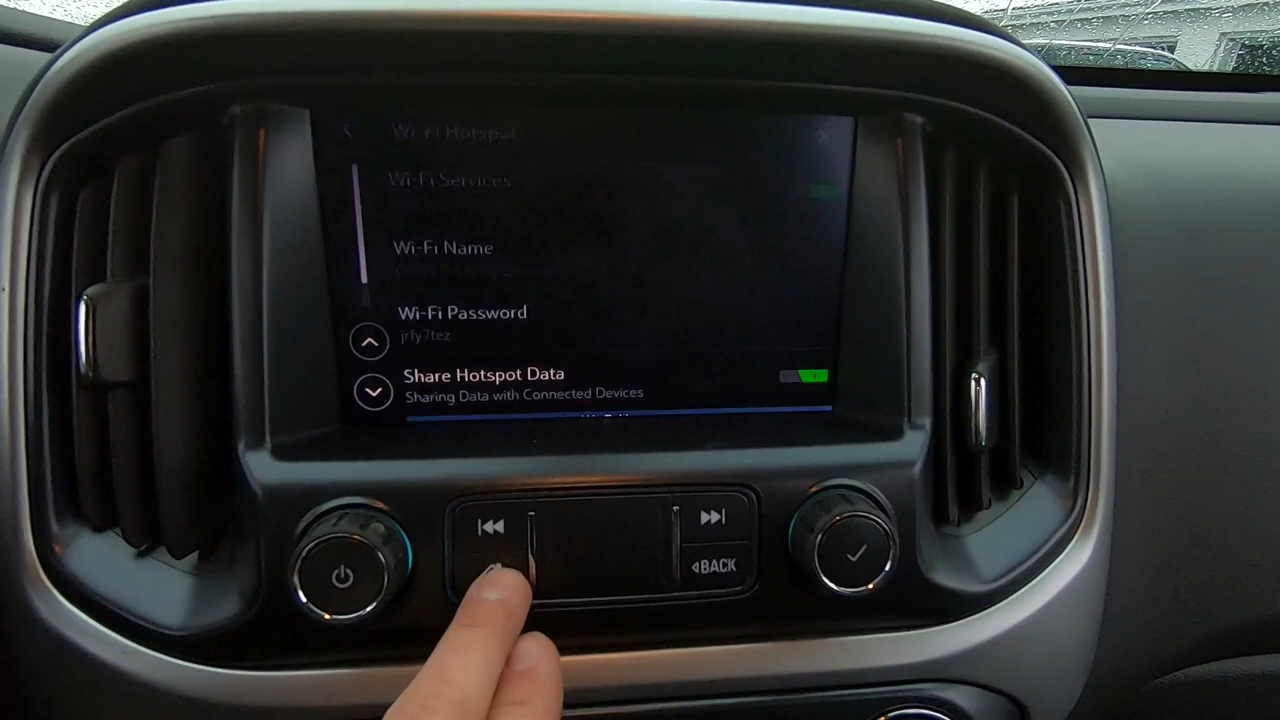 Wi-Fi Hotspot
Wi-Fi Services
Wi-Fi Name
Wi-Fi Password
jrfy7tez
Share Hotspot Data
Sharing Data with Connected Devices
BACK